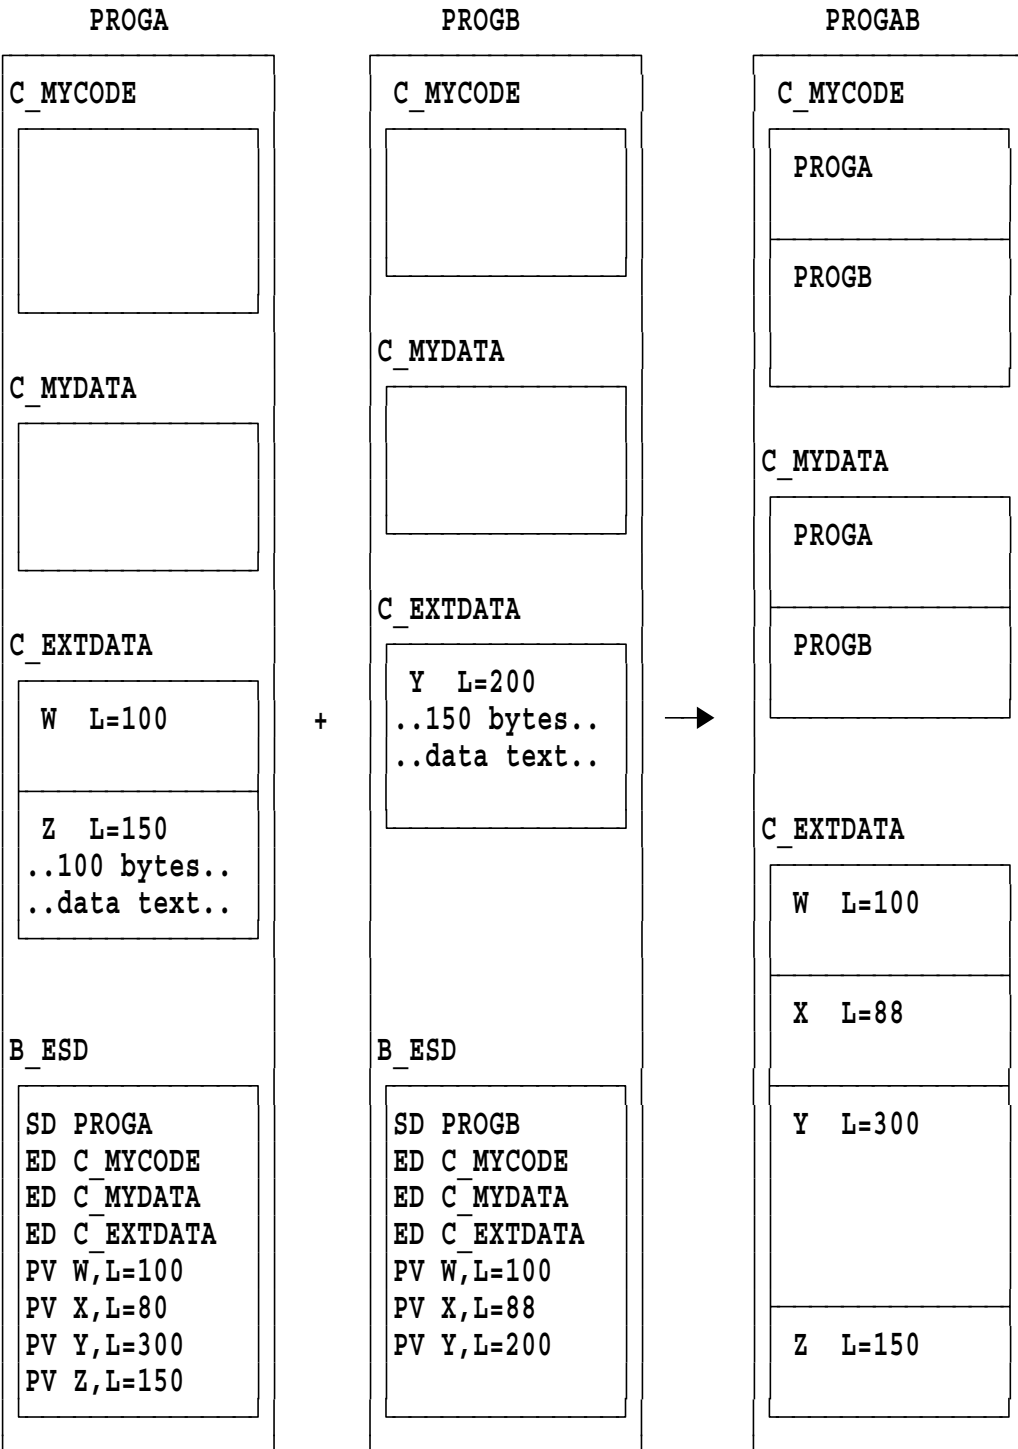 PROGA
PROGB
PROGAB
C_MYCODE
C_MYDATA
C_EXTDATA
W L=100
Z L=150
..100 bytes..
..data text..
B_ESD
SD PROGA
ED C_MYCODE
ED C_MYDATA
ED C_EXTDATA
PV W,L=100
PV X,L=80
PV Y,L=300
PV Z,L=150
+
C_MYCODE
C_MYDATA
C_EXTDATA
Y L=200
..150 bytes..
..data text..
B_ESD
SD PROGB
ED C_MYCODE
ED C_MYDATA
ED C_EXTDATA
PV W,L=100
PV X,L=88
PV Y,L=200
C_MYCODE
PROGA
PROGB
C_MYDATA
PROGA
PROGB
C_EXTDATA
W L=100
X L=88
Y L=300
Z L=150